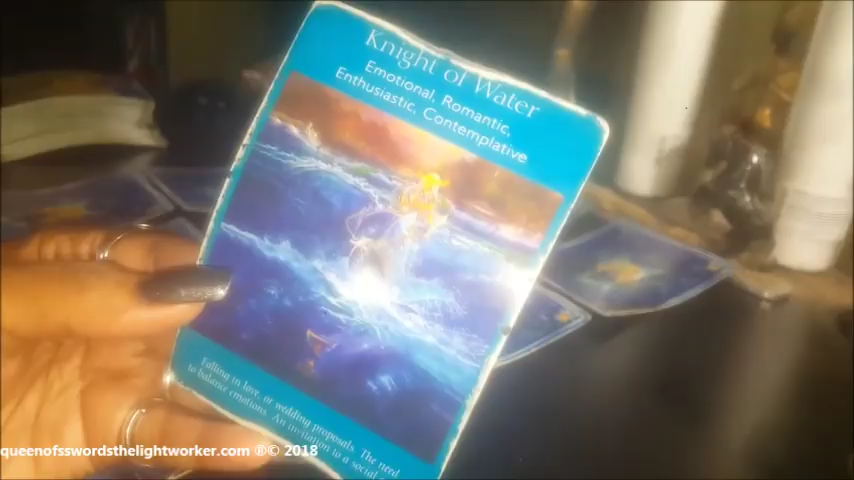 Knight of Water
Emotional, Romantic,
Enthusiastic, Contemplative
Falling in love, or wedding proposals. The need
to balance emotions. An invitation to a social
queenofsswordsthelightworker.com ®© 2018